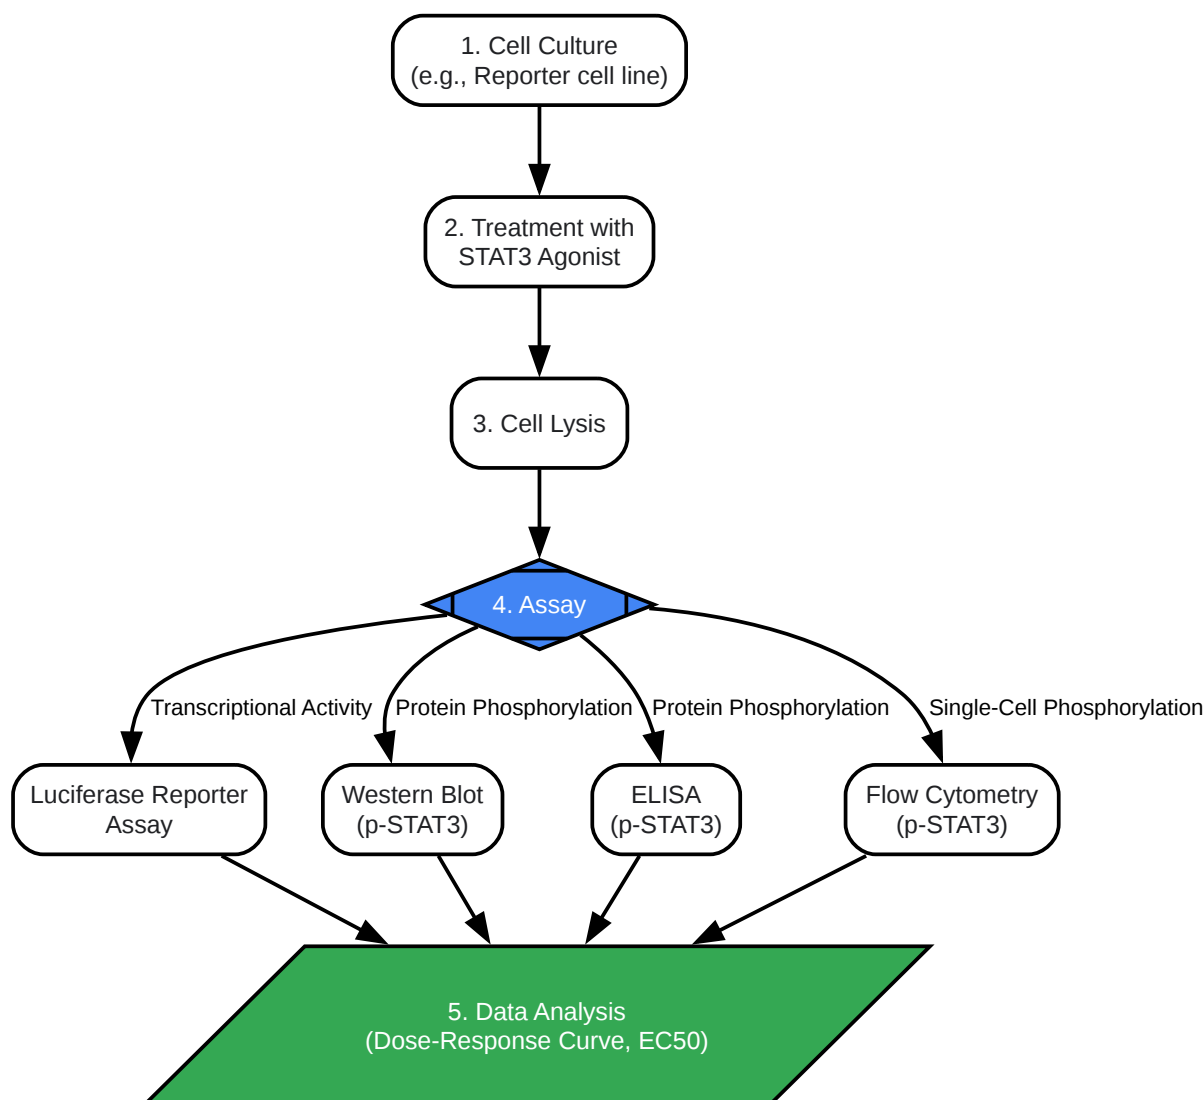 1. Cell Culture
(e.g., Reporter cell line)
2. Treatment with
STAT3 Agonist
3. Cell Lysis
4. Assay
Transcriptional Activity
Protein Phosphorylation
Protein Phosphorylation
Single-Cell Phosphorylation
Luciferase Reporter
Assay
Western Blot
(p-STAT3)
ELISA
(p-STAT3)
Flow Cytometry
(p-STAT3)
5. Data Analysis
(Dose-Response Curve, EC50)